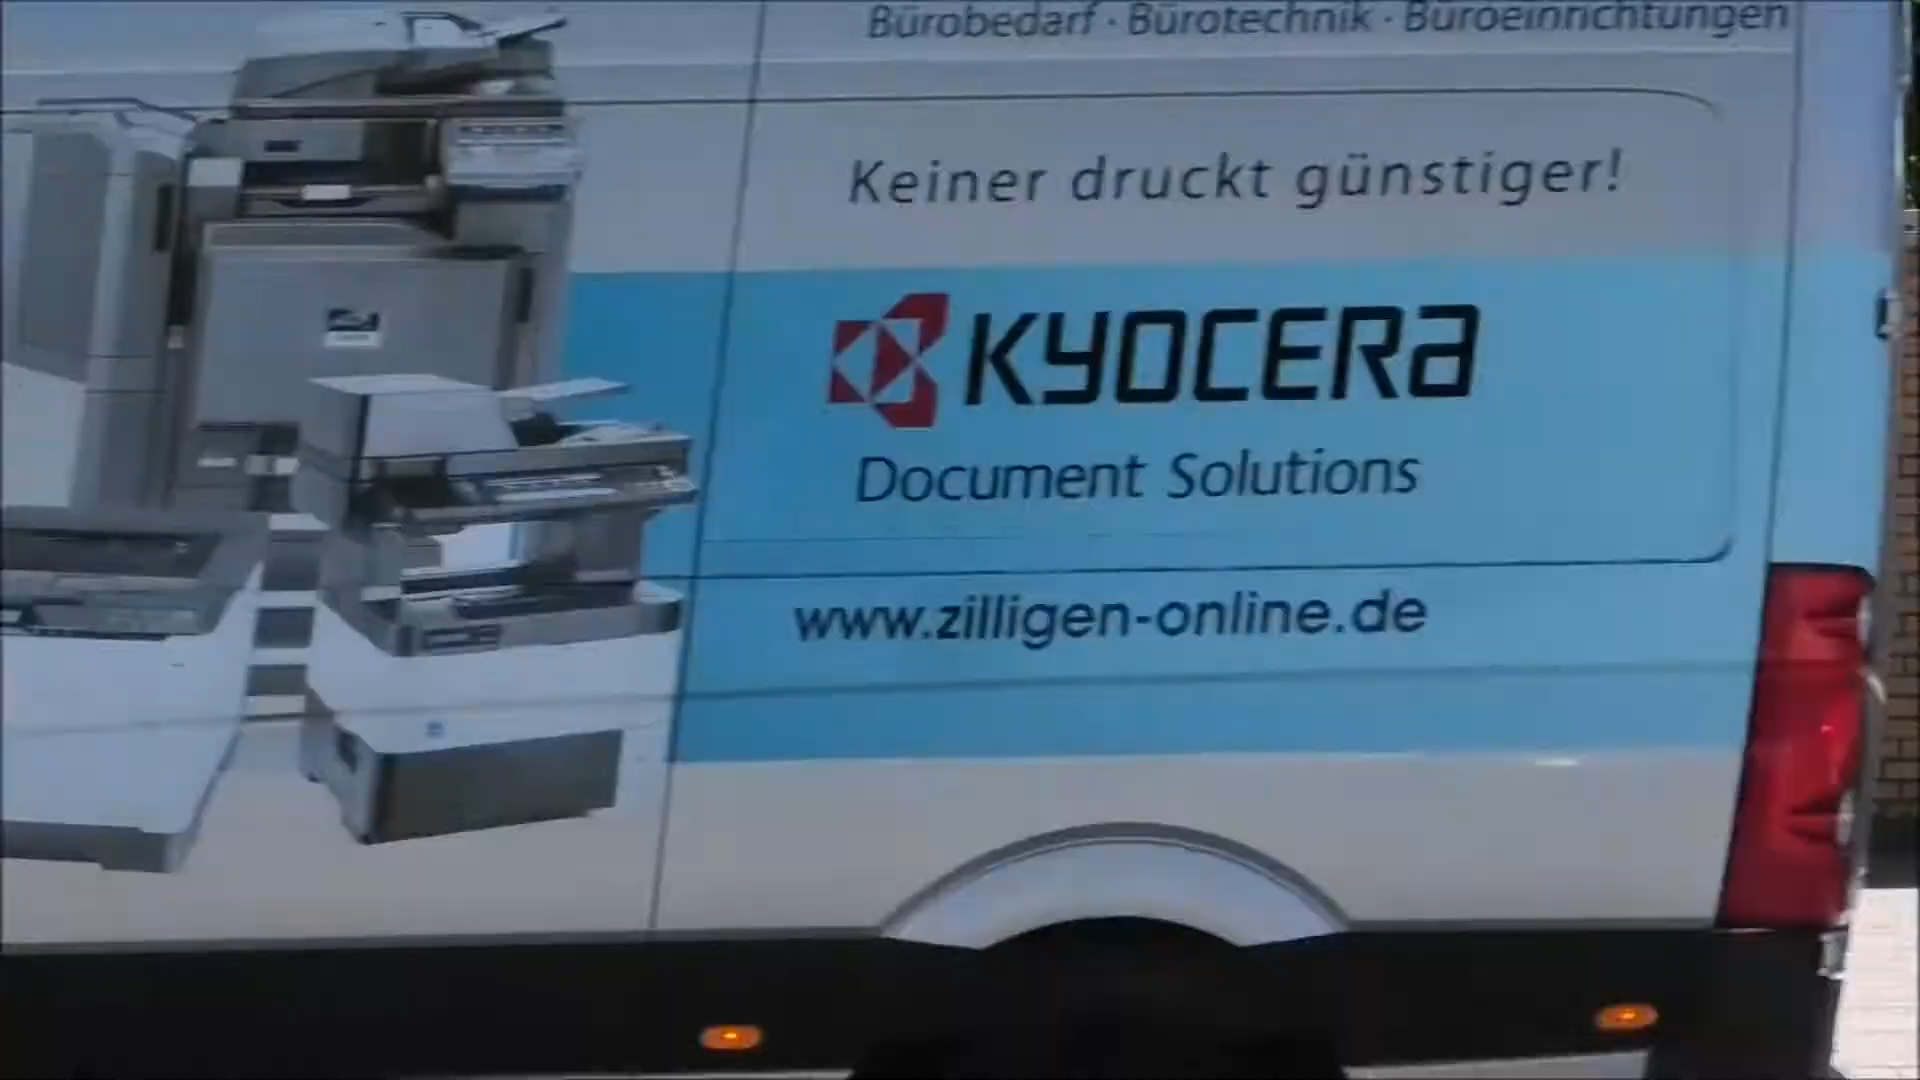 Bürobedarf · Bürotechnik · Büroeinrichtungen
Keiner druckt günstiger!
KYOCERA
Document Solutions
www.zilligen-online.de